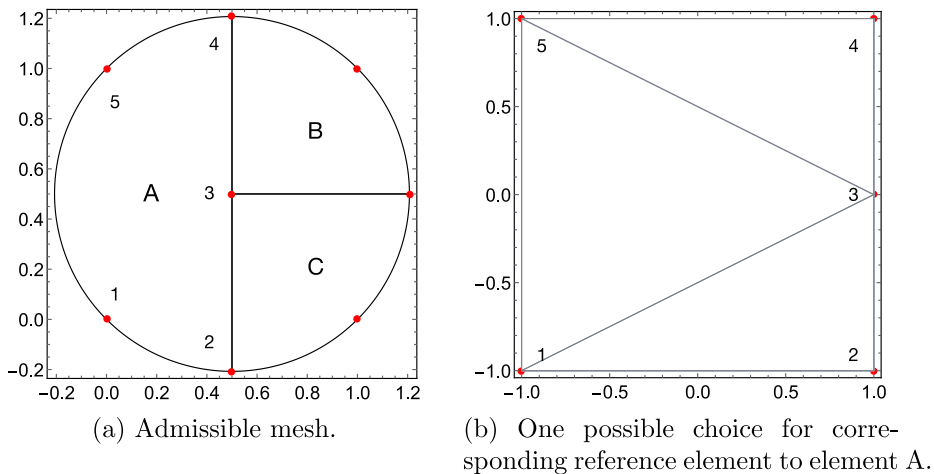 1.2
1.0
0.8
0.6
0.4
0.2
0.0
−0.2
−0.2 0.0 0.2 0.4 0.6 0.8 1.0 1.2
4
5
B
A
3
C
1
2
(a) Admissible mesh.
1.0
0.5
0.0
−0.5
−1.0
−1.0 −0.5 0.0 0.5 1.0
5
4
3
1
2
(b) One possible choice for corre-
sponding reference element to element A.